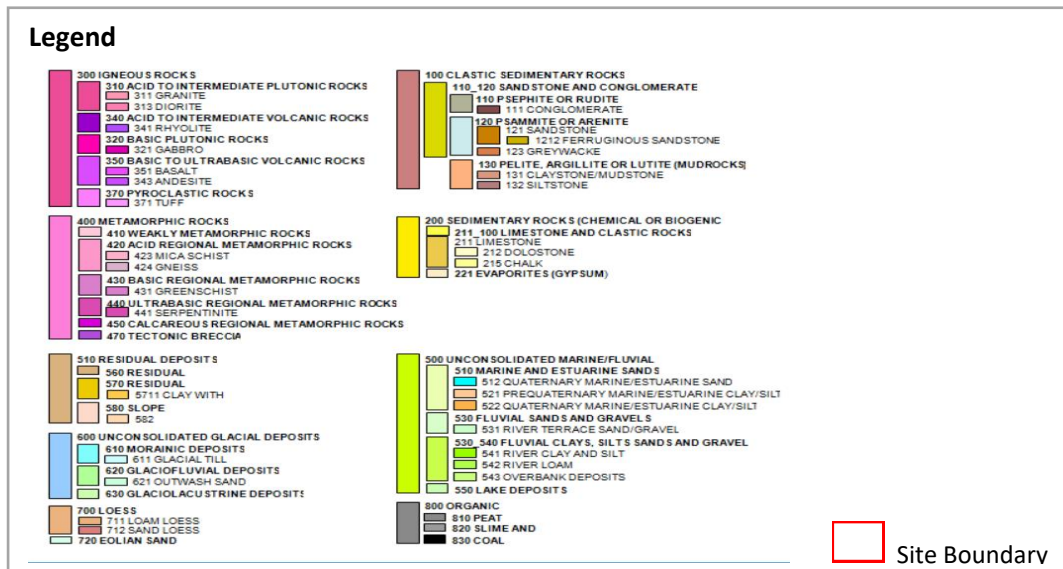 Legend
300 IGNEOUS ROCKS
310 ACID TO INTERMEDIATE PLUTONIC ROCKS
311 GRANITE
313 DIORITE
340 ACID TO INTERMEDIATE VOLCANIC ROCKS
341 RHYOLITE
320 BASIC PLUTONIC ROCKS
321 GABBRO
350 BASIC TO ULTRABASIC VOLCANIC ROCKS
351 BASALT
343 ANDESITE
370 PYROCLASTIC ROCKS
371 TUFF
400 METAMORPHIC ROCKS
410 WEAKLY METAMORPHIC ROCKS
420 ACID REGIONAL METAMORPHIC ROCKS
423 MICA SCHIST
424 GNEISS
430 BASIC REGIONAL METAMORPHIC ROCKS
431 GREENSCHIST
440 ULTRABASIC REGIONAL METAMORPHIC ROCKS
441 SERPENTINITE
450 CALCAREOUS REGIONAL METAMORPHIC ROCKS
470 TECTONIC BRECCIA
510 RESIDUAL DEPOSITS
560 RESIDUAL
570 RESIDUAL
5711 CLAY WITH
580 SLOPE
582
600 UNCONSOLIDATED GLACIAL DEPOSITS
610 MORAINIC DEPOSITS
611 GLACIAL TILL
620 GLACIOFLUVIAL DEPOSITS
621 OUTWASH SAND
630 GLACIOLACUSTRINE DEPOSITS
700 LOESS
711 LOAM LOESS
712 SAND LOESS
720 EOLIAN SAND
100 CLASTIC SEDIMENTARY ROCKS
110_120 SANDSTONE AND CONGLOMERATE
110 PSEPHITE OR RUDITE
111 CONGLOMERATE
120 PSAMMITE OR ARENITE
121 SANDSTONE
1212 FERRUGINOUS SANDSTONE
123 GREYWACKE
130 PELITE, ARGILLITE OR LUTITE (MUDROCKS)
131 CLAYSTONE/MUDSTONE
132 SILTSTONE
200 SEDIMENTARY ROCKS (CHEMICAL OR BIOGENIC
211_100 LIMESTONE AND CLASTIC ROCKS
211 LIMESTONE
212 DOLOSTONE
215 CHALK
221 EVAPORITES (GYPSUM)
500 UNCONSOLIDATED MARINE/FLUVIAL
510 MARINE AND ESTUARINE SANDS
512 QUATERNARY MARINE/ESTUARINE SAND
521 PREQUATERNARY MARINE/ESTUARINE CLAY/SILT
522 QUATERNARY MARINE/ESTUARINE CLAY/SILT
530 FLUVIAL SANDS AND GRAVELS
531 RIVER TERRACE SAND/GRAVEL
530_540 FLUVIAL CLAYS, SILTS SANDS AND GRAVEL
541 RIVER CLAY AND SILT
542 RIVER LOAM
543 OVERBANK DEPOSITS
550 LAKE DEPOSITS
800 ORGANIC
810 PEAT
820 SLIME AND
830 COAL
Site Boundary